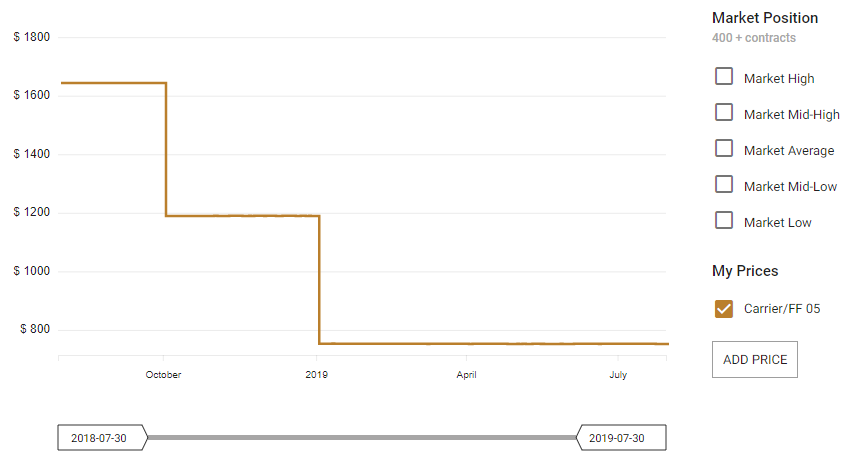 Market Position
400 + contracts
$ 1800
$ 1600
$ 1400
$ 1200
$ 1000
$ 800
October
2019
April
July
2018-07-30
2019-07-30
Market High
Market Mid-High
Market Average
Market Mid-Low
Market Low
My Prices
Carrier/FF 05
ADD PRICE